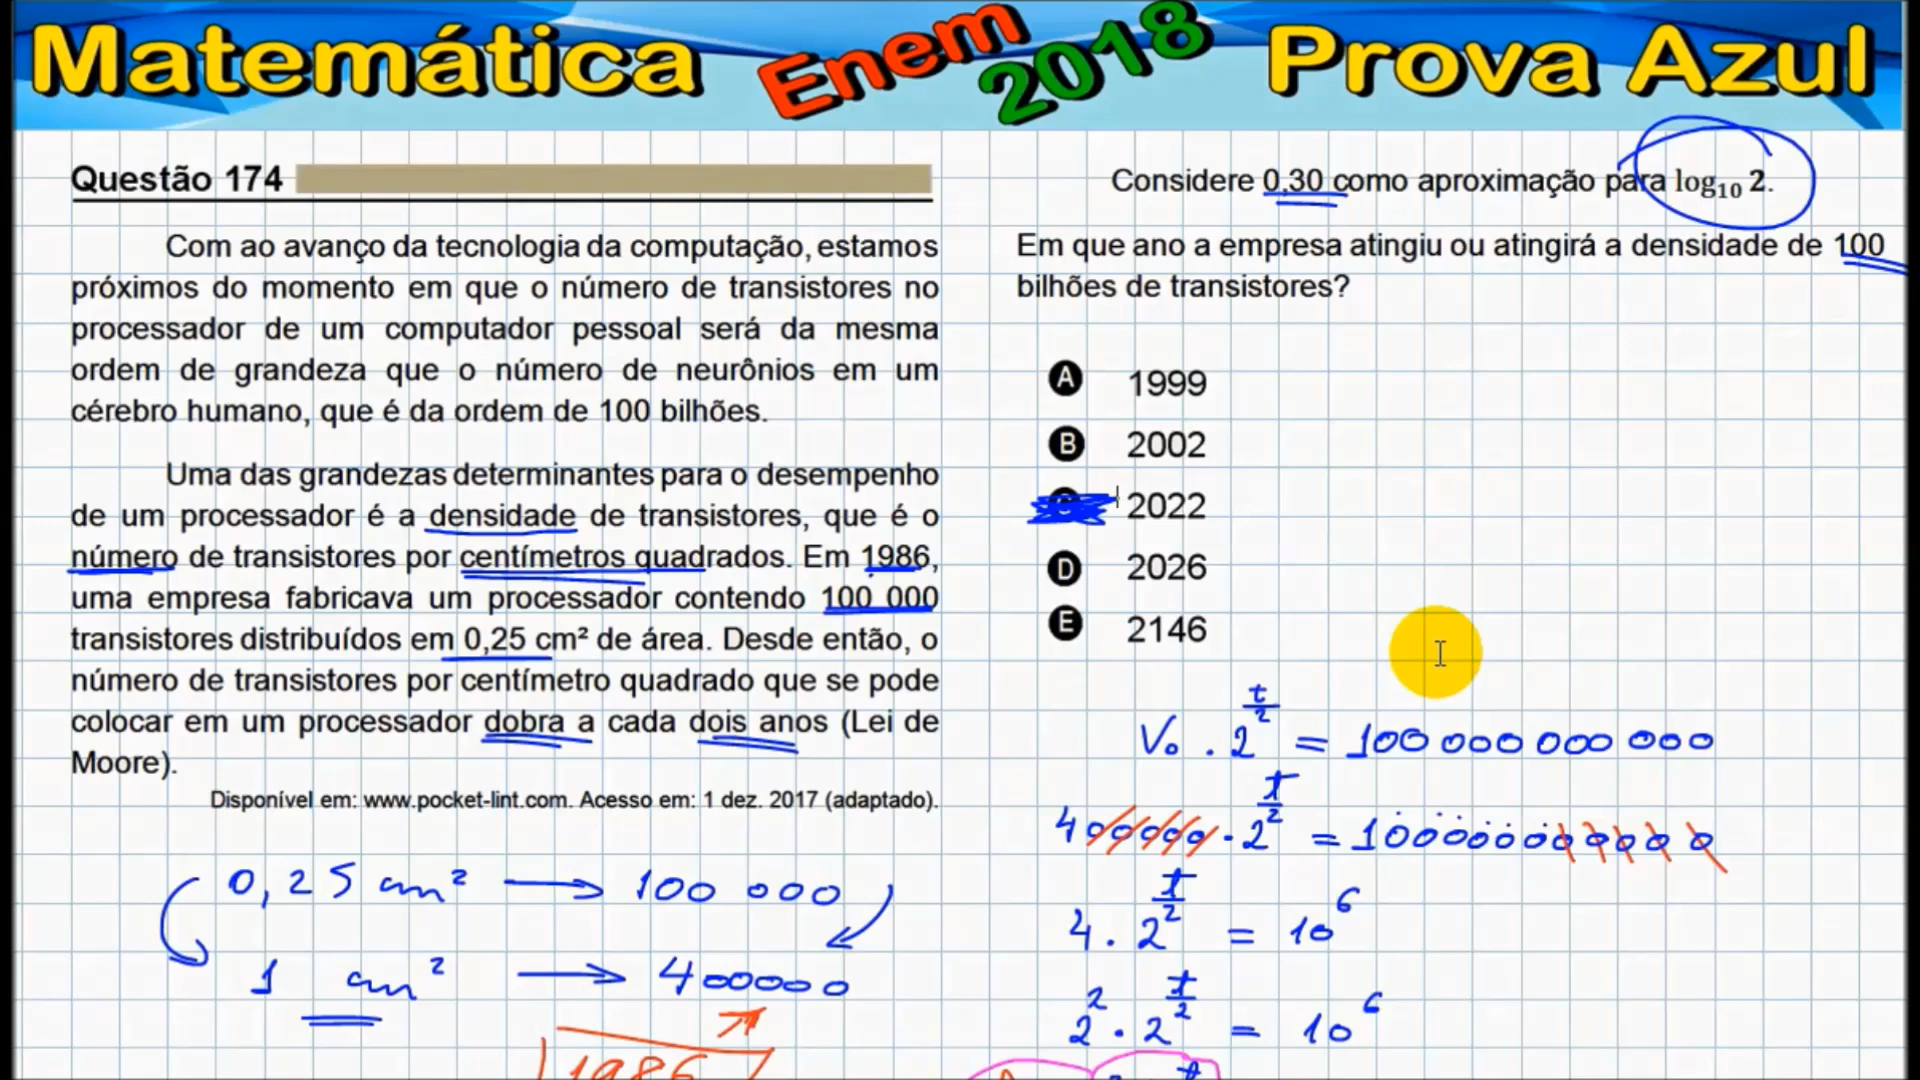 Matemática Enem 2018 Prova Azul
Questão 174
Com ao avanço da tecnologia da computação, estamos
próximos do momento em que o número de transistores no
processador de um computador pessoal será da mesma
ordem de grandeza que o número de neurônios em um
cérebro humano, que é da ordem de 100 bilhões.
Uma das grandezas determinantes para o desempenho
de um processador é a densidade de transistores, que é o
número de transistores por centímetros quadrados. Em 1986,
uma empresa fabricava um processador contendo 100 000
transistores distribuídos em 0,25 cm² de área. Desde então, o
número de transistores por centímetro quadrado que se pode
colocar em um processador dobra a cada dois anos (Lei de
Moore).
Disponível em: www.pocket-lint.com. Acesso em: 1 dez. 2017 (adaptado).
0,25 cm² → 100 000
1 cm² → 400000
1986
Considere 0,30 como aproximação para log₁₀ 2.
Em que ano a empresa atingiu ou atingirá a densidade de 100
bilhões de transistores?
A 1999
B 2002
2022
D 2026
E 2146
V₀ . 2^(t/2) = 100 000 000 000
400000 . 2^(t/2) = 100000000000
4 . 2^(t/2) = 10⁶
2² . 2^(t/2) = 10⁶